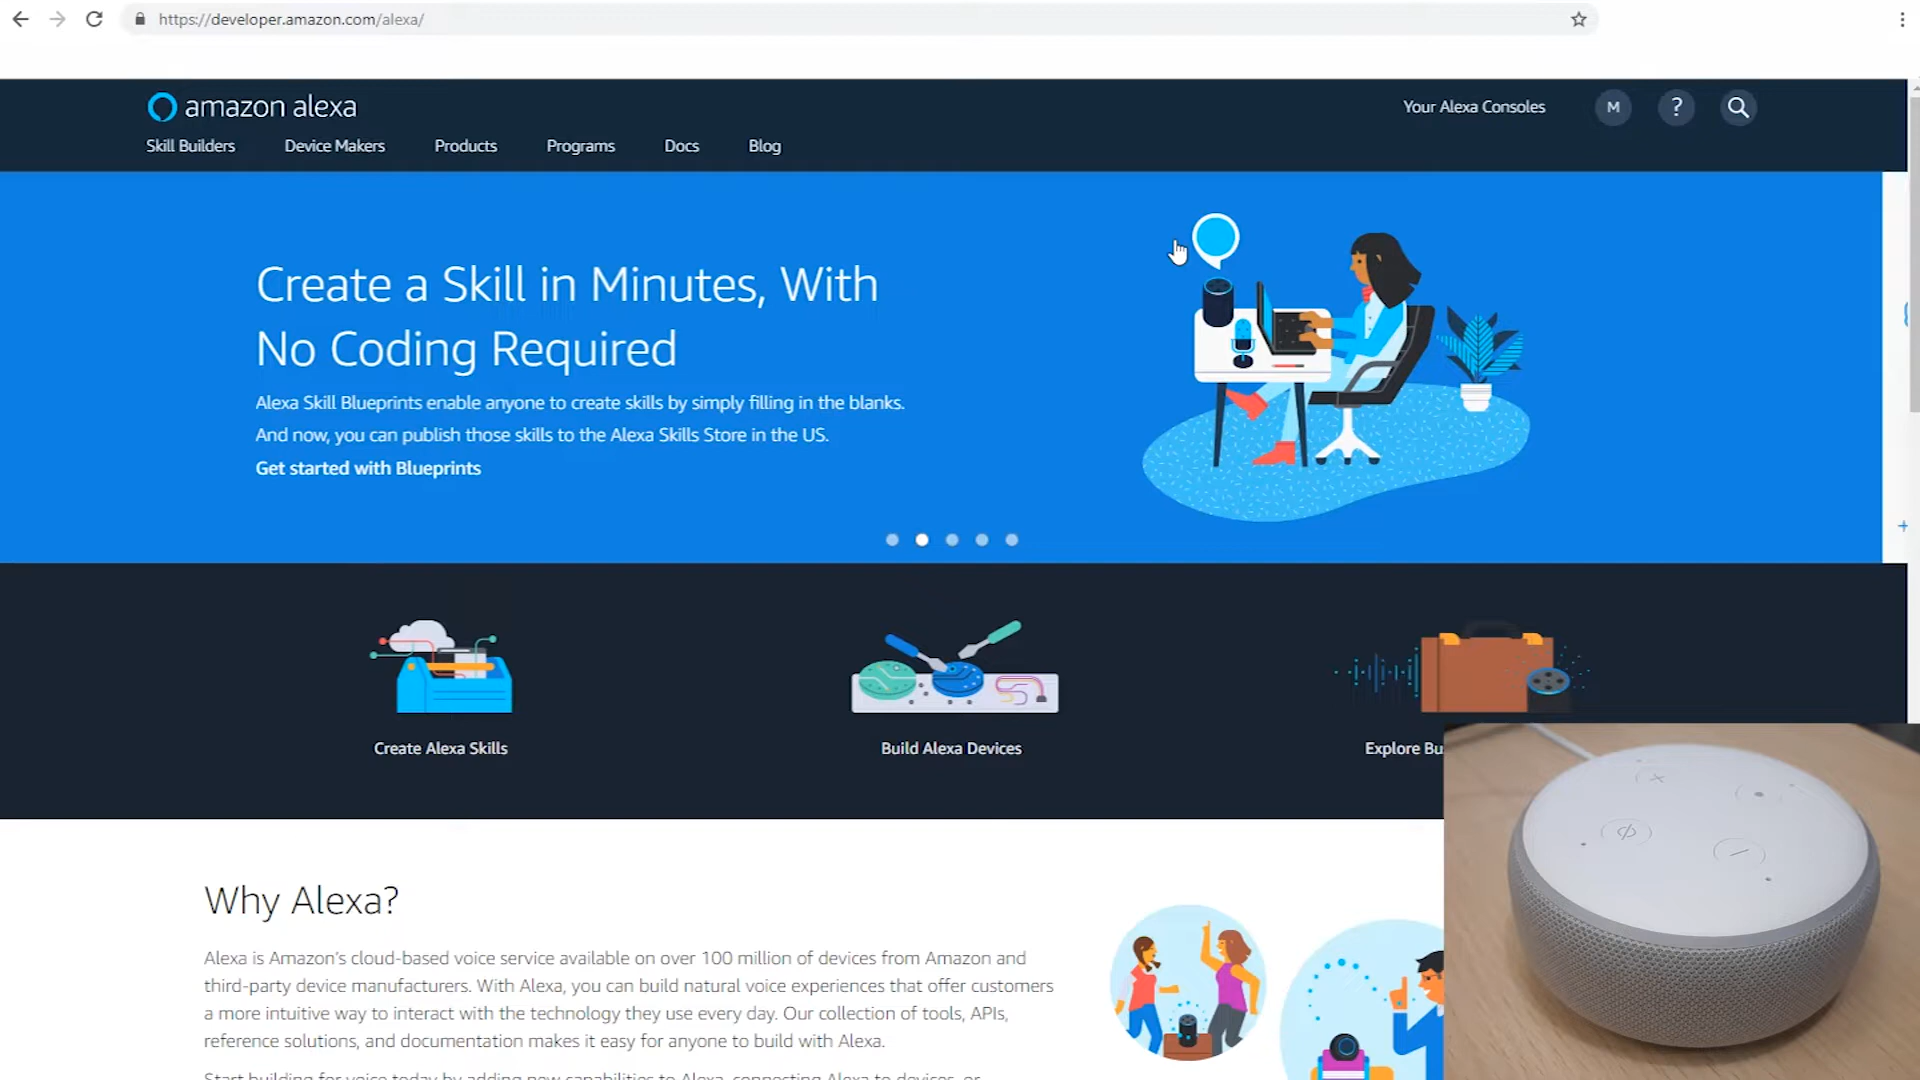 https://developer.amazon.com/alexa/
amazon alexa
Your Alexa Consoles
M
?
Skill Builders
Device Makers
Products
Programs
Docs
Blog
Create a Skill in Minutes, With
No Coding Required
Alexa Skill Blueprints enable anyone to create skills by simply filling in the blanks.
And now, you can publish those skills to the Alexa Skills Store in the US.
Get started with Blueprints
Create Alexa Skills
Build Alexa Devices
Explore Bu
Why Alexa?
Alexa is Amazon's cloud-based voice service available on over 100 million of devices from Amazon and
third-party device manufacturers. With Alexa, you can build natural voice experiences that offer customers
a more intuitive way to interact with the technology they use every day. Our collection of tools, APIs,
reference solutions, and documentation makes it easy for anyone to build with Alexa.
Start building for voice today by adding new capabilities to Alexa, connecting Alexa to devices, or